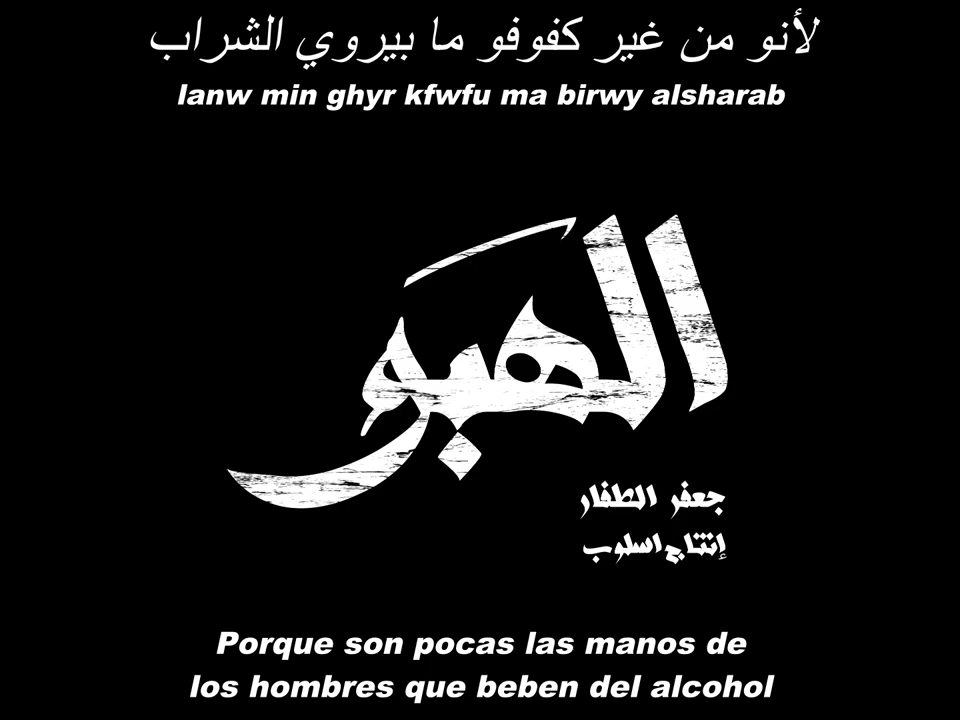 لأنو من غير كفوفو ما بيروي الشراب
lanw min ghyr kfwfu ma birwy alsharab
الهبو
جعفر الطفار
إنتاج اسلوب
Porque son pocas las manos de
los hombres que beben del alcohol